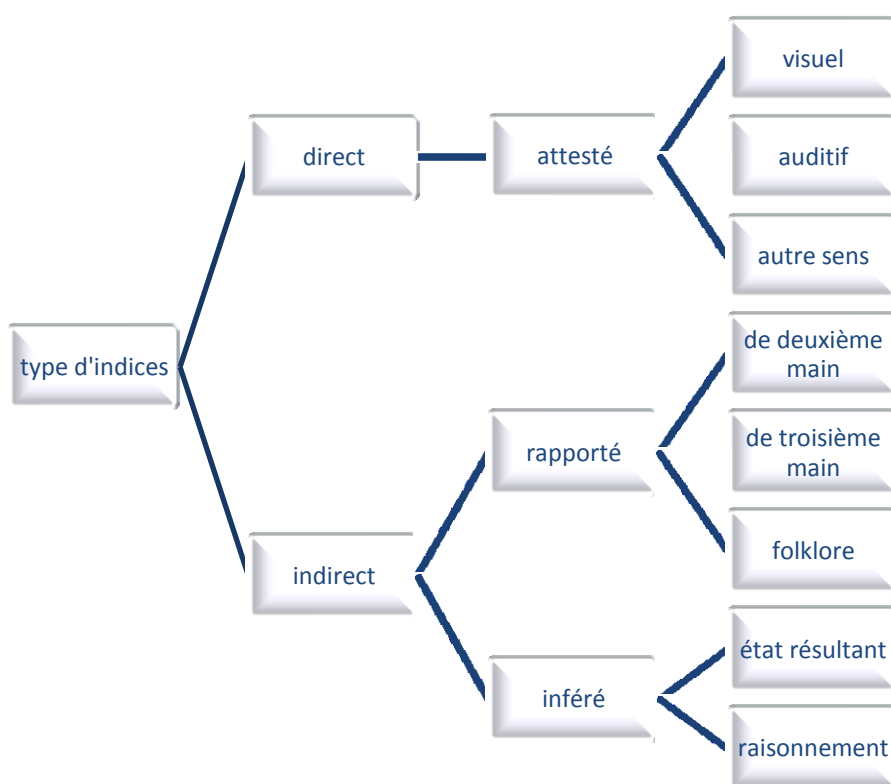 visuel
direct
attesté
auditif
autre sens
type d'indices
de deuxième
main
rapporté
de troisième
main
indirect
folklore
inféré
état résultant
raisonnement